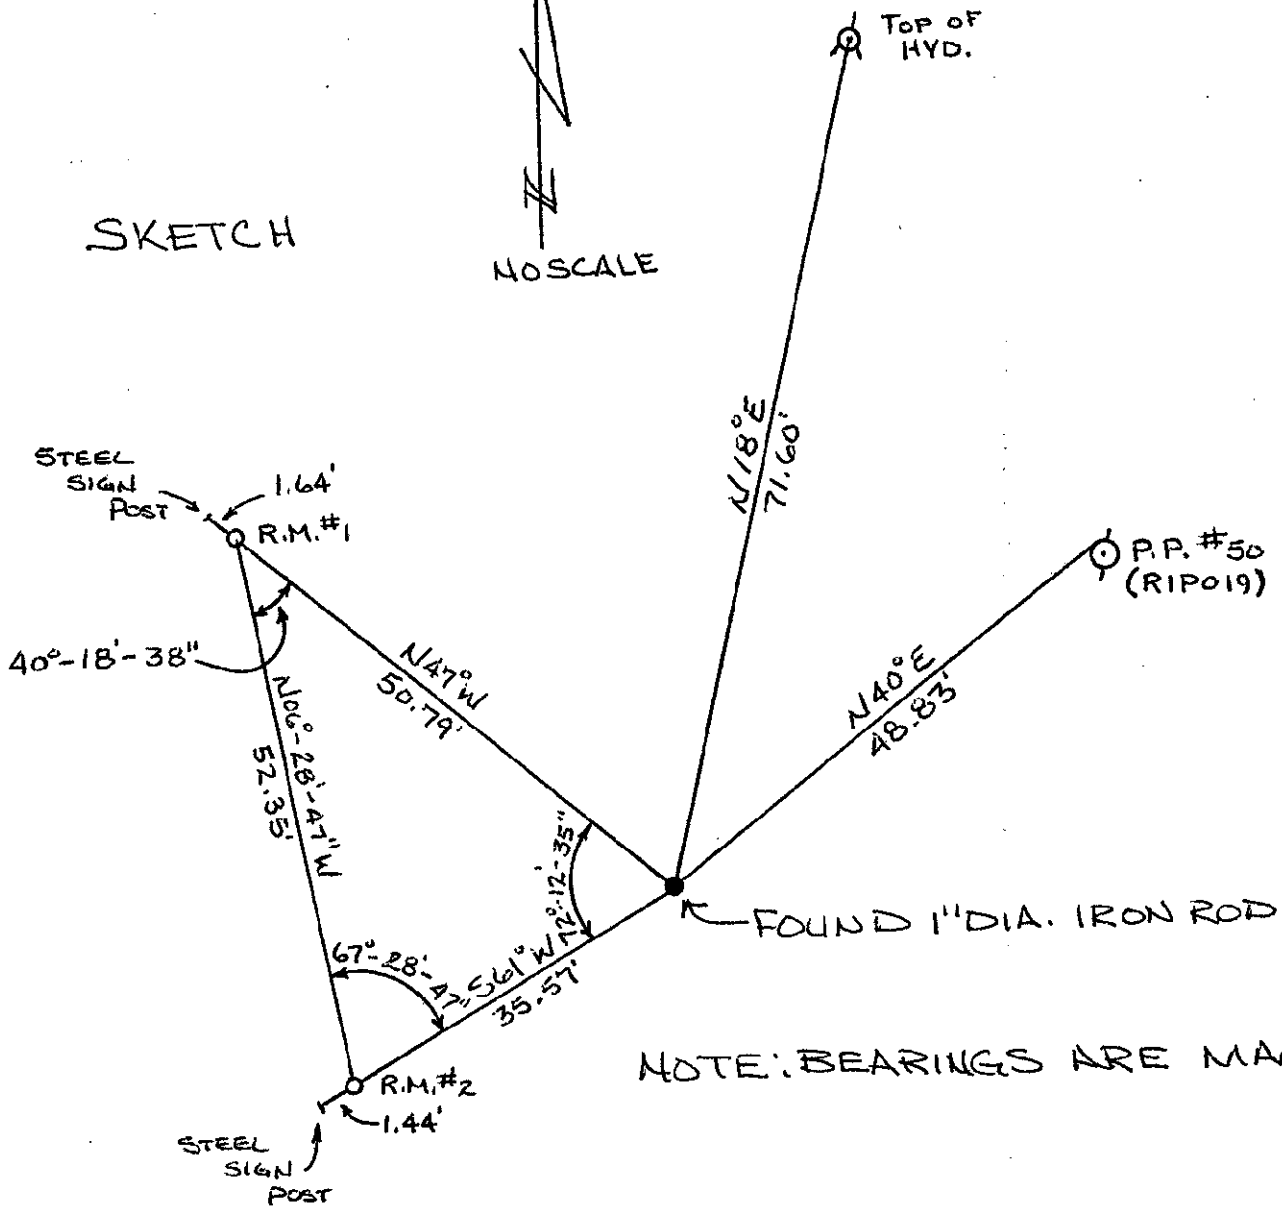 TOP OF
HYD.
N
SKETCH
NO SCALE
N18°E
71.60'
STEEL
SIGN
POST
1.64'
R.M.#1
P.P. #50
(RIPO19)
40°-18'-38"
N47°W
50.79'
N40°E
48.83'
N06°-28'-47"W
52.35'
72°-12'-35"
FOUND 1"DIA. IRON ROD
67°-28'-47"
S61°W
35.57'
NOTE: BEARINGS ARE MA
R.M.#2
1.44'
STEEL
SIGN
POST